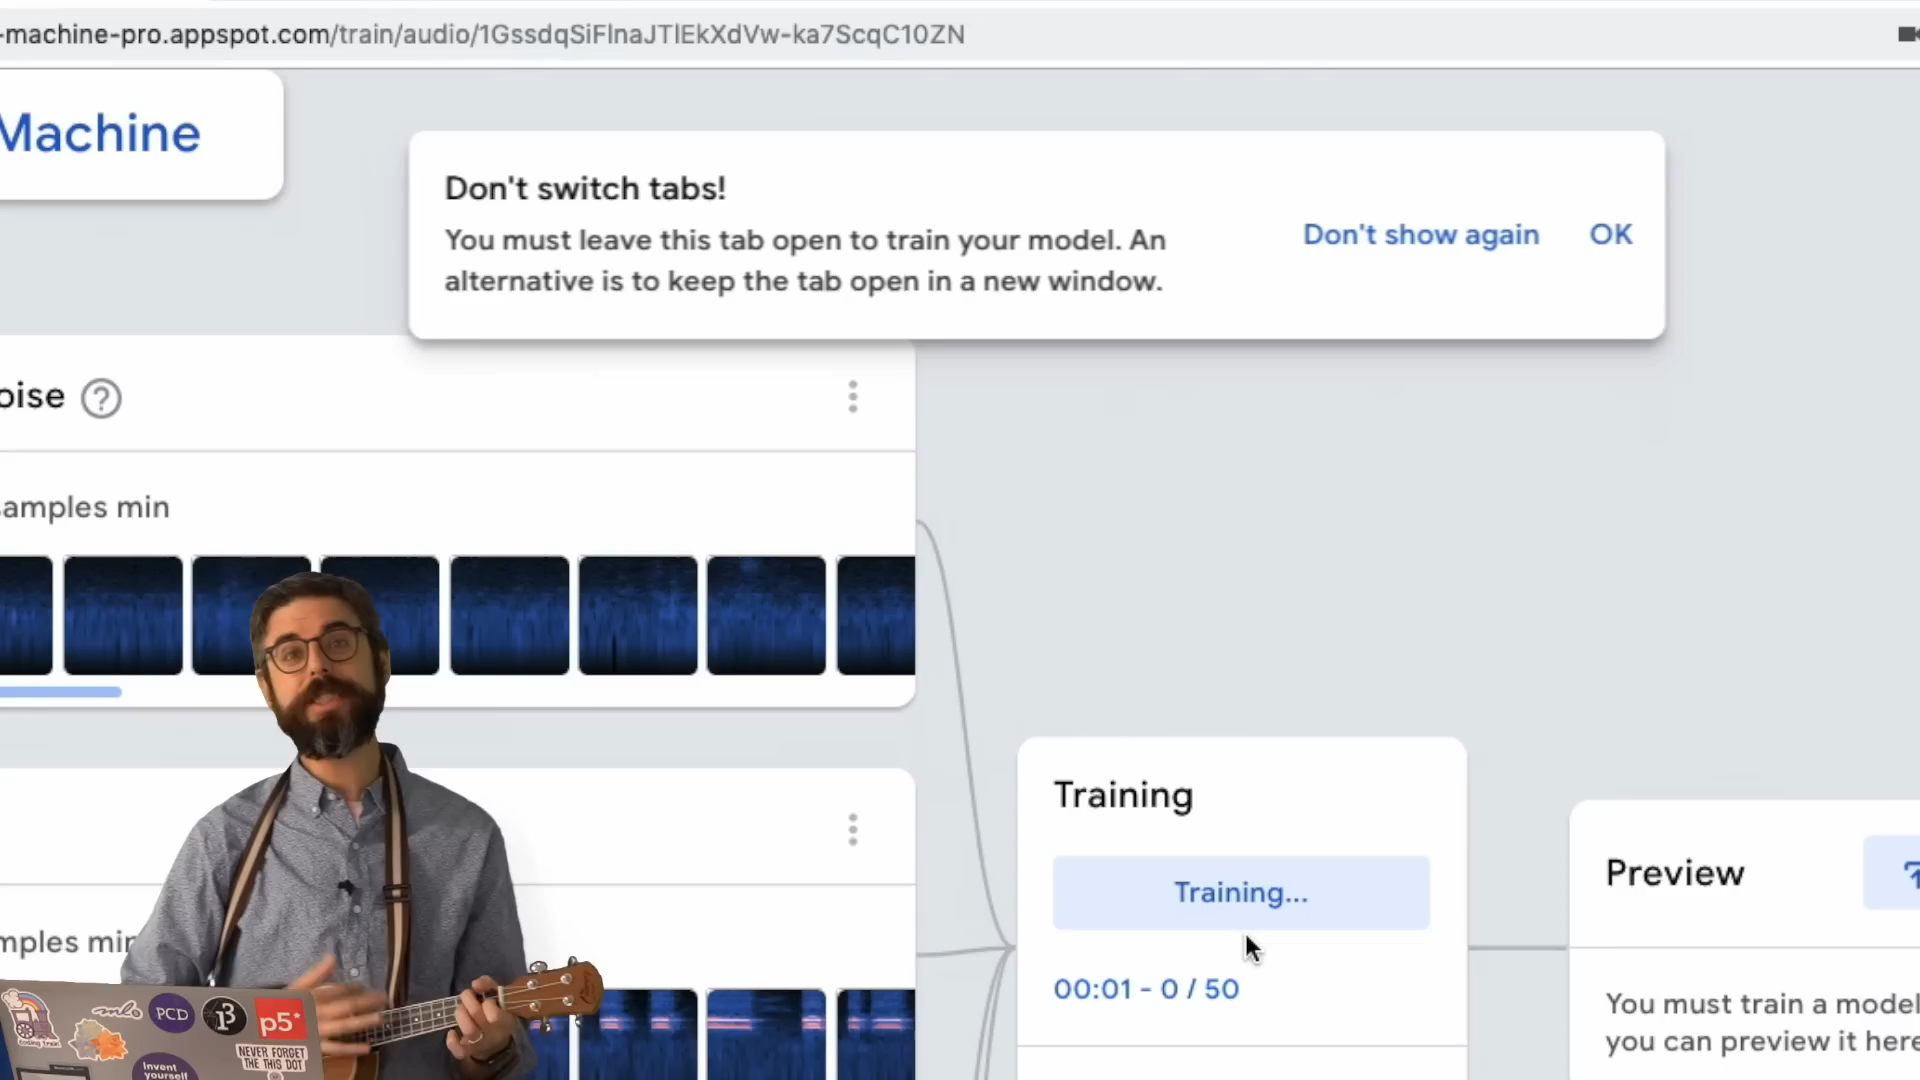 -machine-pro.appspot.com/train/audio/1GssdqSiFlnaJTlEkXdVw-ka7ScqC10ZN
Machine
Don't switch tabs!
You must leave this tab open to train your model. An
alternative is to keep the tab open in a new window.
Don't show again
OK
oise
amples min
mples min
Training
Training...
00:01 - 0 / 50
Preview
You must train a model
you can preview it here
coding train
PCD
p5*
NEVER FORGET
THE THIS DOT
Invent
yourself